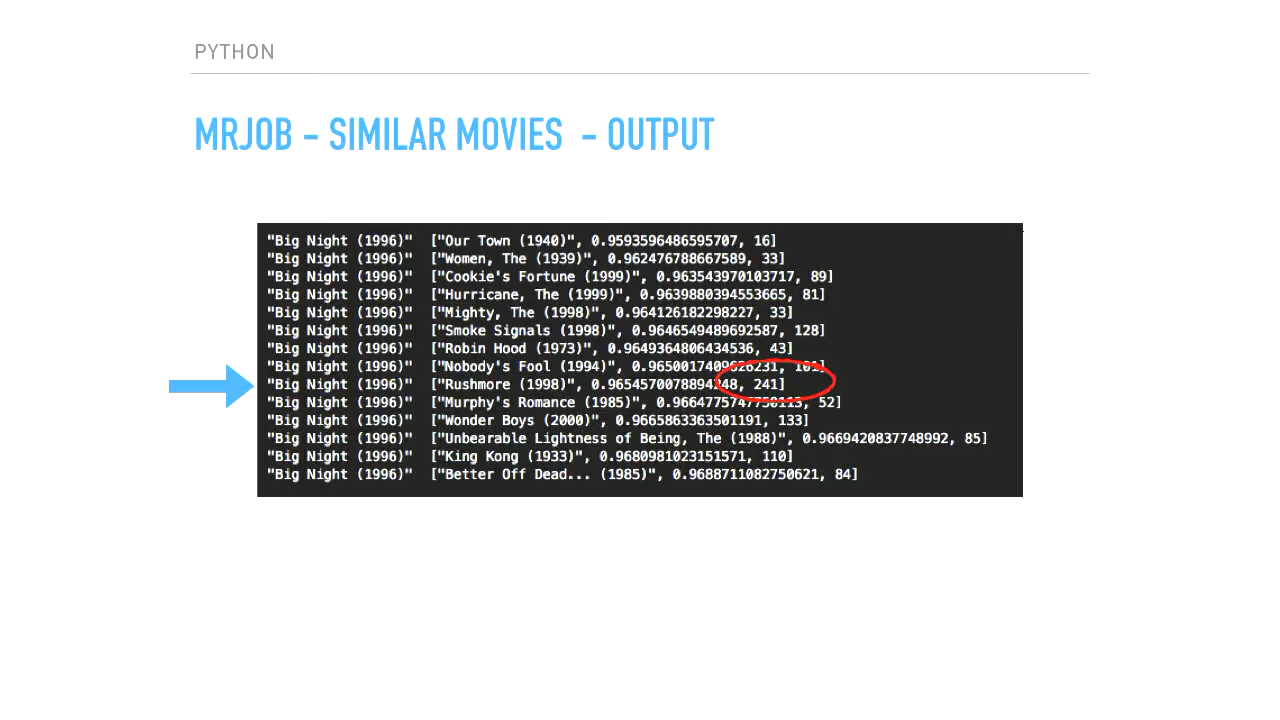 PYTHON
MRJOB - SIMILAR MOVIES - OUTPUT
"Big Night (1996)" ["Our Town (1940)", 0.9593596486595707, 16]
"Big Night (1996)" ["Women, The (1939)", 0.962476788667589, 33]
"Big Night (1996)" ["Cookie's Fortune (1999)", 0.963543970103717, 89]
"Big Night (1996)" ["Hurricane, The (1999)", 0.9639880394553665, 81]
"Big Night (1996)" ["Mighty, The (1998)", 0.964126182298227, 33]
"Big Night (1996)" ["Smoke Signals (1998)", 0.9646549489692587, 128]
"Big Night (1996)" ["Robin Hood (1973)", 0.9649364806434536, 43]
"Big Night (1996)" ["Nobody's Fool (1994)", 0.9650017409626231, 101]
"Big Night (1996)" ["Rushmore (1998)", 241]
"Big Night (1996)" ["Murphy's Romance (1985)", 52]
"Big Night (1996)" ["Wonder Boys (2000)", 0.9665863363501191, 133]
"Big Night (1996)" ["Unbearable Lightness of Being, The (1988)", 0.9669420837748992, 85]
"Big Night (1996)" ["King Kong (1933)", 0.9680981023151571, 110]
"Big Night (1996)" ["Better Off Dead... (1985)", 0.9688711082750621, 84]